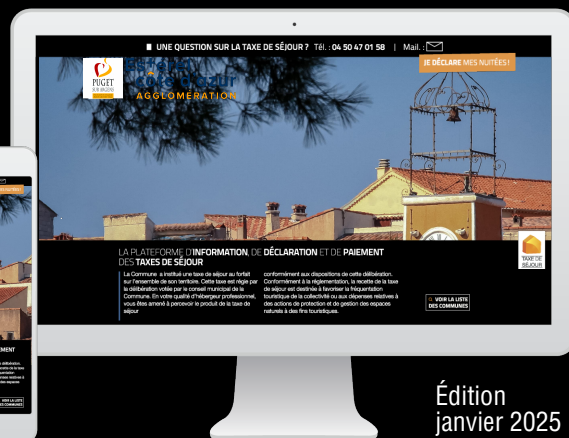 UNE QUESTION SUR LA TAXE DE SÉJOUR ? Tél. : 04 50 47 01 58 | Mail. :
JE DÉCLARE MES NUITÉES !
PUGET
SUR ARGENS
Esterel
Côte d'Azur
AGGLOMÉRATION
LA PLATEFORME D'INFORMATION, DE DÉCLARATION ET DE PAIEMENT
DES TAXES DE SÉJOUR
La Commune a institué une taxe de séjour au forfait
sur l'ensemble de son territoire. Cette taxe est régie par
la délibération votée par le conseil municipal de la
Commune. En votre qualité d'hébergeur professionnel,
vous êtes amené à percevoir le produit de la taxe de
séjour
conformément aux dispositions de cette délibération.
Conformément à la réglementation, la recette de la taxe
de séjour est destinée à favoriser la fréquentation
touristique de la collectivité ou aux dépenses relatives à
des actions de protection et de gestion des espaces
naturels à des fins touristiques.
TAXE DE
SÉJOUR
VOIR LA LISTE
DES COMMUNES
Édition
janvier 2025